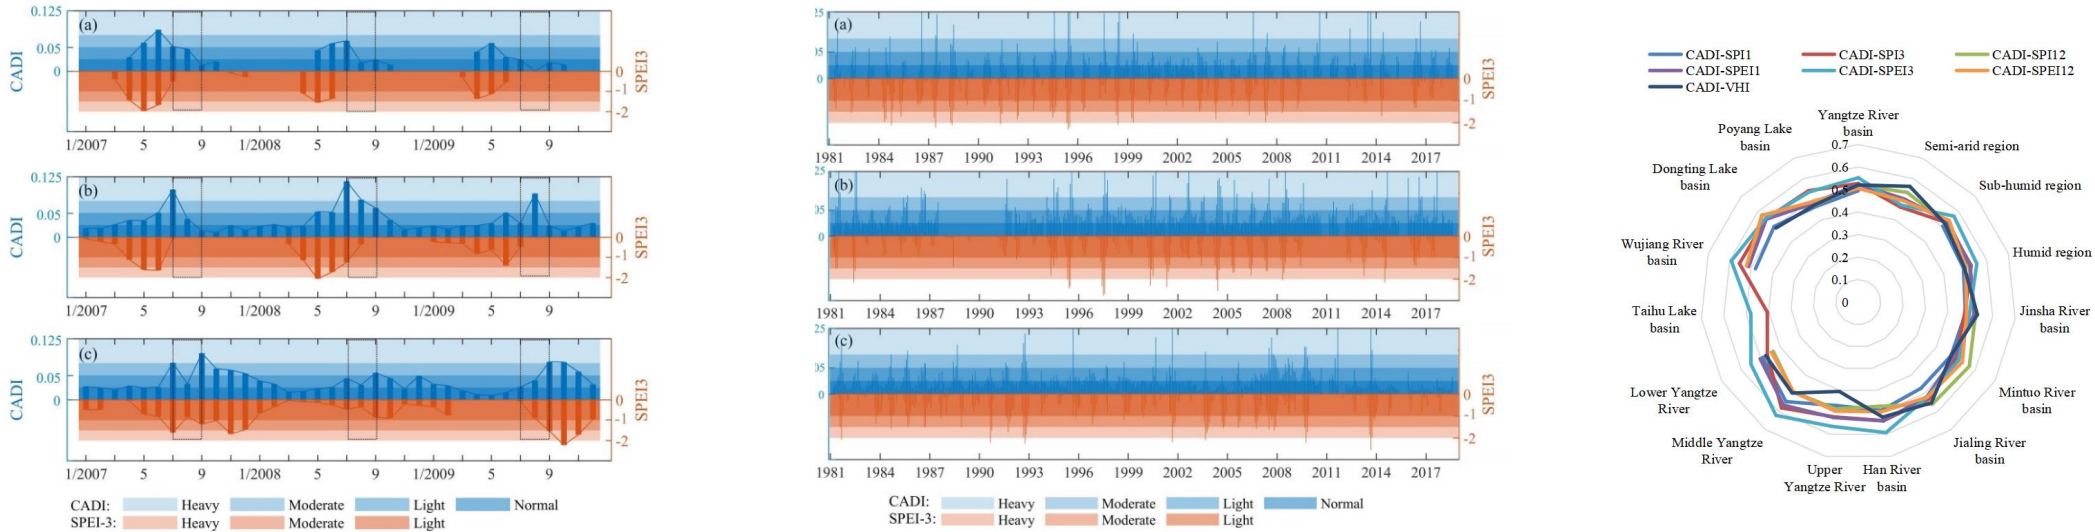 0.125
(a)
0.05
0
CADI
0
-1
-2
SPEI3
1/2007 5 9 1/2008 5 9 1/2009 5 9
0.125
(b)
0.05
0
CADI
0
-1
-2
SPEI3
1/2007 5 9 1/2008 5 9 1/2009 5 9
0.125
(c)
0.05
0
CADI
0
-1
-2
SPEI3
1/2007 5 9 1/2008 5 9 1/2009 5 9
CADI: Heavy Moderate Light Normal
SPEI-3: Heavy Moderate Light
25
(a)
05
0
0
-1
-2
SPEI3
1981 1984 1987 1990 1993 1996 1999 2002 2005 2008 2011 2014 2017
25
(b)
05
0
0
-1
-2
SPEI3
1981 1984 1987 1990 1993 1996 1999 2002 2005 2008 2011 2014 2017
25
(c)
05
0
0
-1
-2
SPEI3
1981 1984 1987 1990 1993 1996 1999 2002 2005 2008 2011 2014 2017
CADI: Heavy Moderate Light Normal
SPEI-3: Heavy Moderate Light
CADI-SPI1 CADI-SPI3 CADI-SPI12
CADI-SPEI1 CADI-SPEI3 CADI-SPEI12
CADI-VHI
Yangtze River
basin
Semi-arid region
Sub-humid region
Humid region
Jinsha River
basin
Mintuo River
basin
Jialing River
basin
Han River
basin
Upper
Yangtze River
Middle Yangtze
River
Lower Yangtze
River
Taihu Lake
basin
Wujiang River
basin
Dongting Lake
basin
Poyang Lake
basin
0.7
0.6
0.5
0.4
0.3
0.2
0.1
0